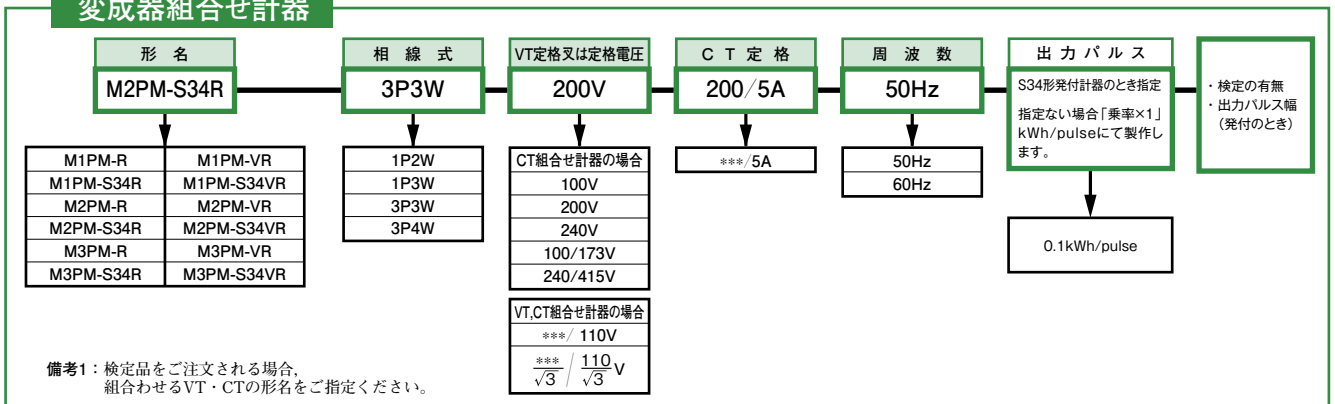 変成器組合せ計器
形名
M2PM-S34R
M1PM-R M1PM-VR
M1PM-S34R M1PM-S34VR
M2PM-R M2PM-VR
M2PM-S34R M2PM-S34VR
M3PM-R M3PM-VR
M3PM-S34R M3PM-S34VR
相線式
3P3W
1P2W
1P3W
3P3W
3P4W
VT定格又は定格電圧
200V
CT組合せ計器の場合
100V
200V
240V
100/173V
240/415V
VT,CT組合せ計器の場合
***/110V
***/√3 / 110/√3 V
CT定格
200/5A
***/5A
周波数
50Hz
50Hz
60Hz
出力パルス
S34形発付計器のとき指定
指定ない場合「乗率×1」
kWh/pulseにて製作し
ます。
0.1kWh/pulse
・検定の有無
・出力パルス幅
(発付のとき)
備考1:検定品をご注文される場合,
組合わせるVT・CTの形名をご指定ください。